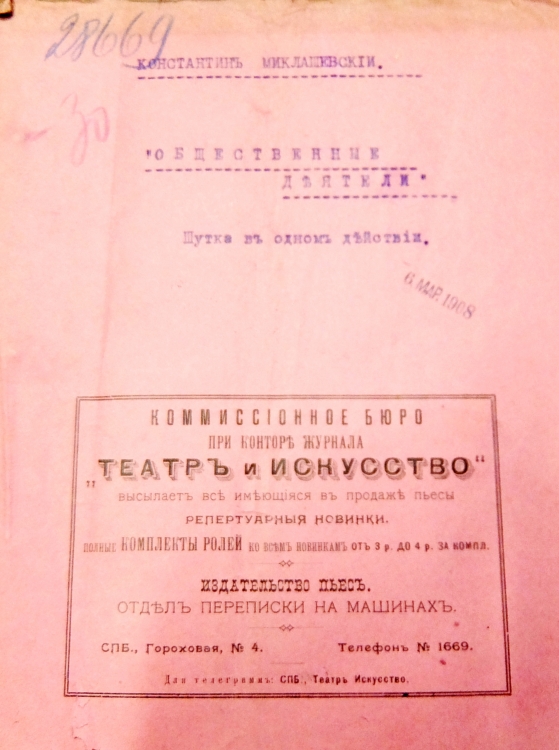 28669
КОНСТАНТИНЪ МИКЛАШЕВСКІИ.
- 30
"ОБЩЕСТВЕННЫЕ
ДѢЯТЕЛИ"
Шутка въ одномъ дѣйствіи.
6 МАР. 1908
КОММИССІОННОЕ БЮРО
ПРИ КОНТОРѢ ЖУРНАЛА
„ТЕАТРЪ и ИСКУССТВО“
высылаетъ всѣ имѣющіяся въ продажѣ пьесы
РЕПЕРТУАРНЫЯ НОВИНКИ.
ПОЛНЫЕ КОМПЛЕКТЫ РОЛЕЙ КО ВСѢМЪ НОВИНКАМЪ ОТЪ 3 р. ДО 4 р. ЗА КОМПЛ.
ИЗДАТЕЛЬСТВО ПЬЕСЪ.
ОТДѢЛЪ ПЕРЕПИСКИ НА МАШИНАХЪ.
СПБ., Гороховая, № 4. Телефонъ № 1669.
Для телеграммъ: СПБ., Театръ Искусство.